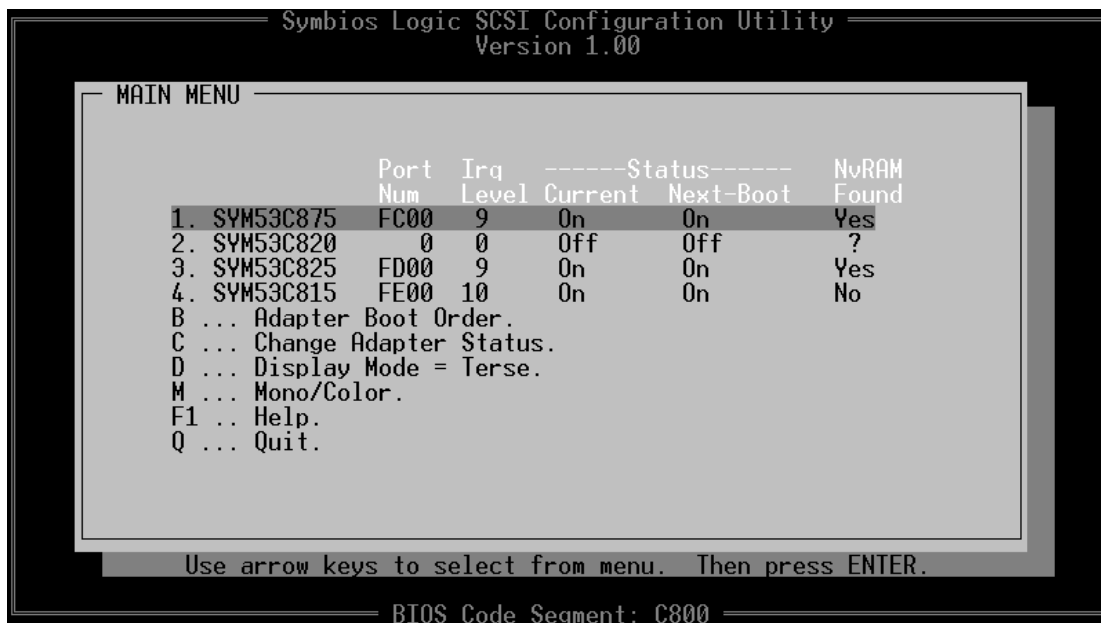 Symbios Logic SCSI Configuration Utility
Version 1.00
MAIN MENU
Port Irq ------Status------ NvRAM
Num Level Current Next-Boot Found
1. SYM53C875 FC00 9 On On Yes
2. SYM53C820 0 0 Off Off ?
3. SYM53C825 FD00 9 On On Yes
4. SYM53C815 FE00 10 On On No
B ... Adapter Boot Order.
C ... Change Adapter Status.
D ... Display Mode = Terse.
M ... Mono/Color.
F1 .. Help.
Q ... Quit.
Use arrow keys to select from menu. Then press ENTER.
BIOS Code Segment: C800